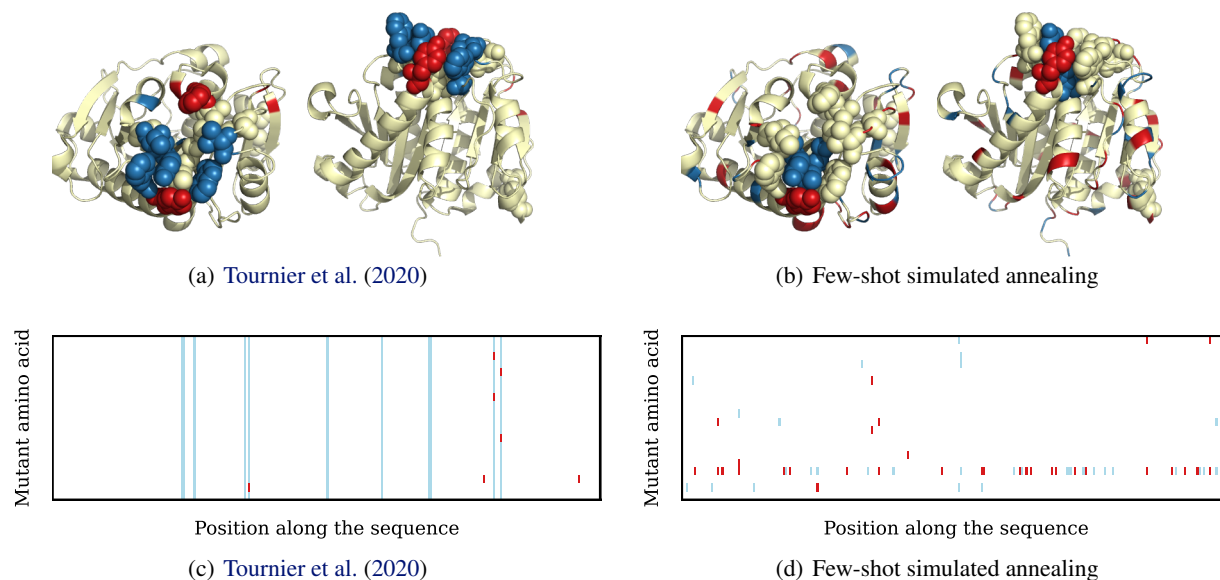 (a) Tournier et al. (2020)
(b) Few-shot simulated annealing
Mutant amino acid
Position along the sequence
(c) Tournier et al. (2020)
Mutant amino acid
Position along the sequence
(d) Few-shot simulated annealing